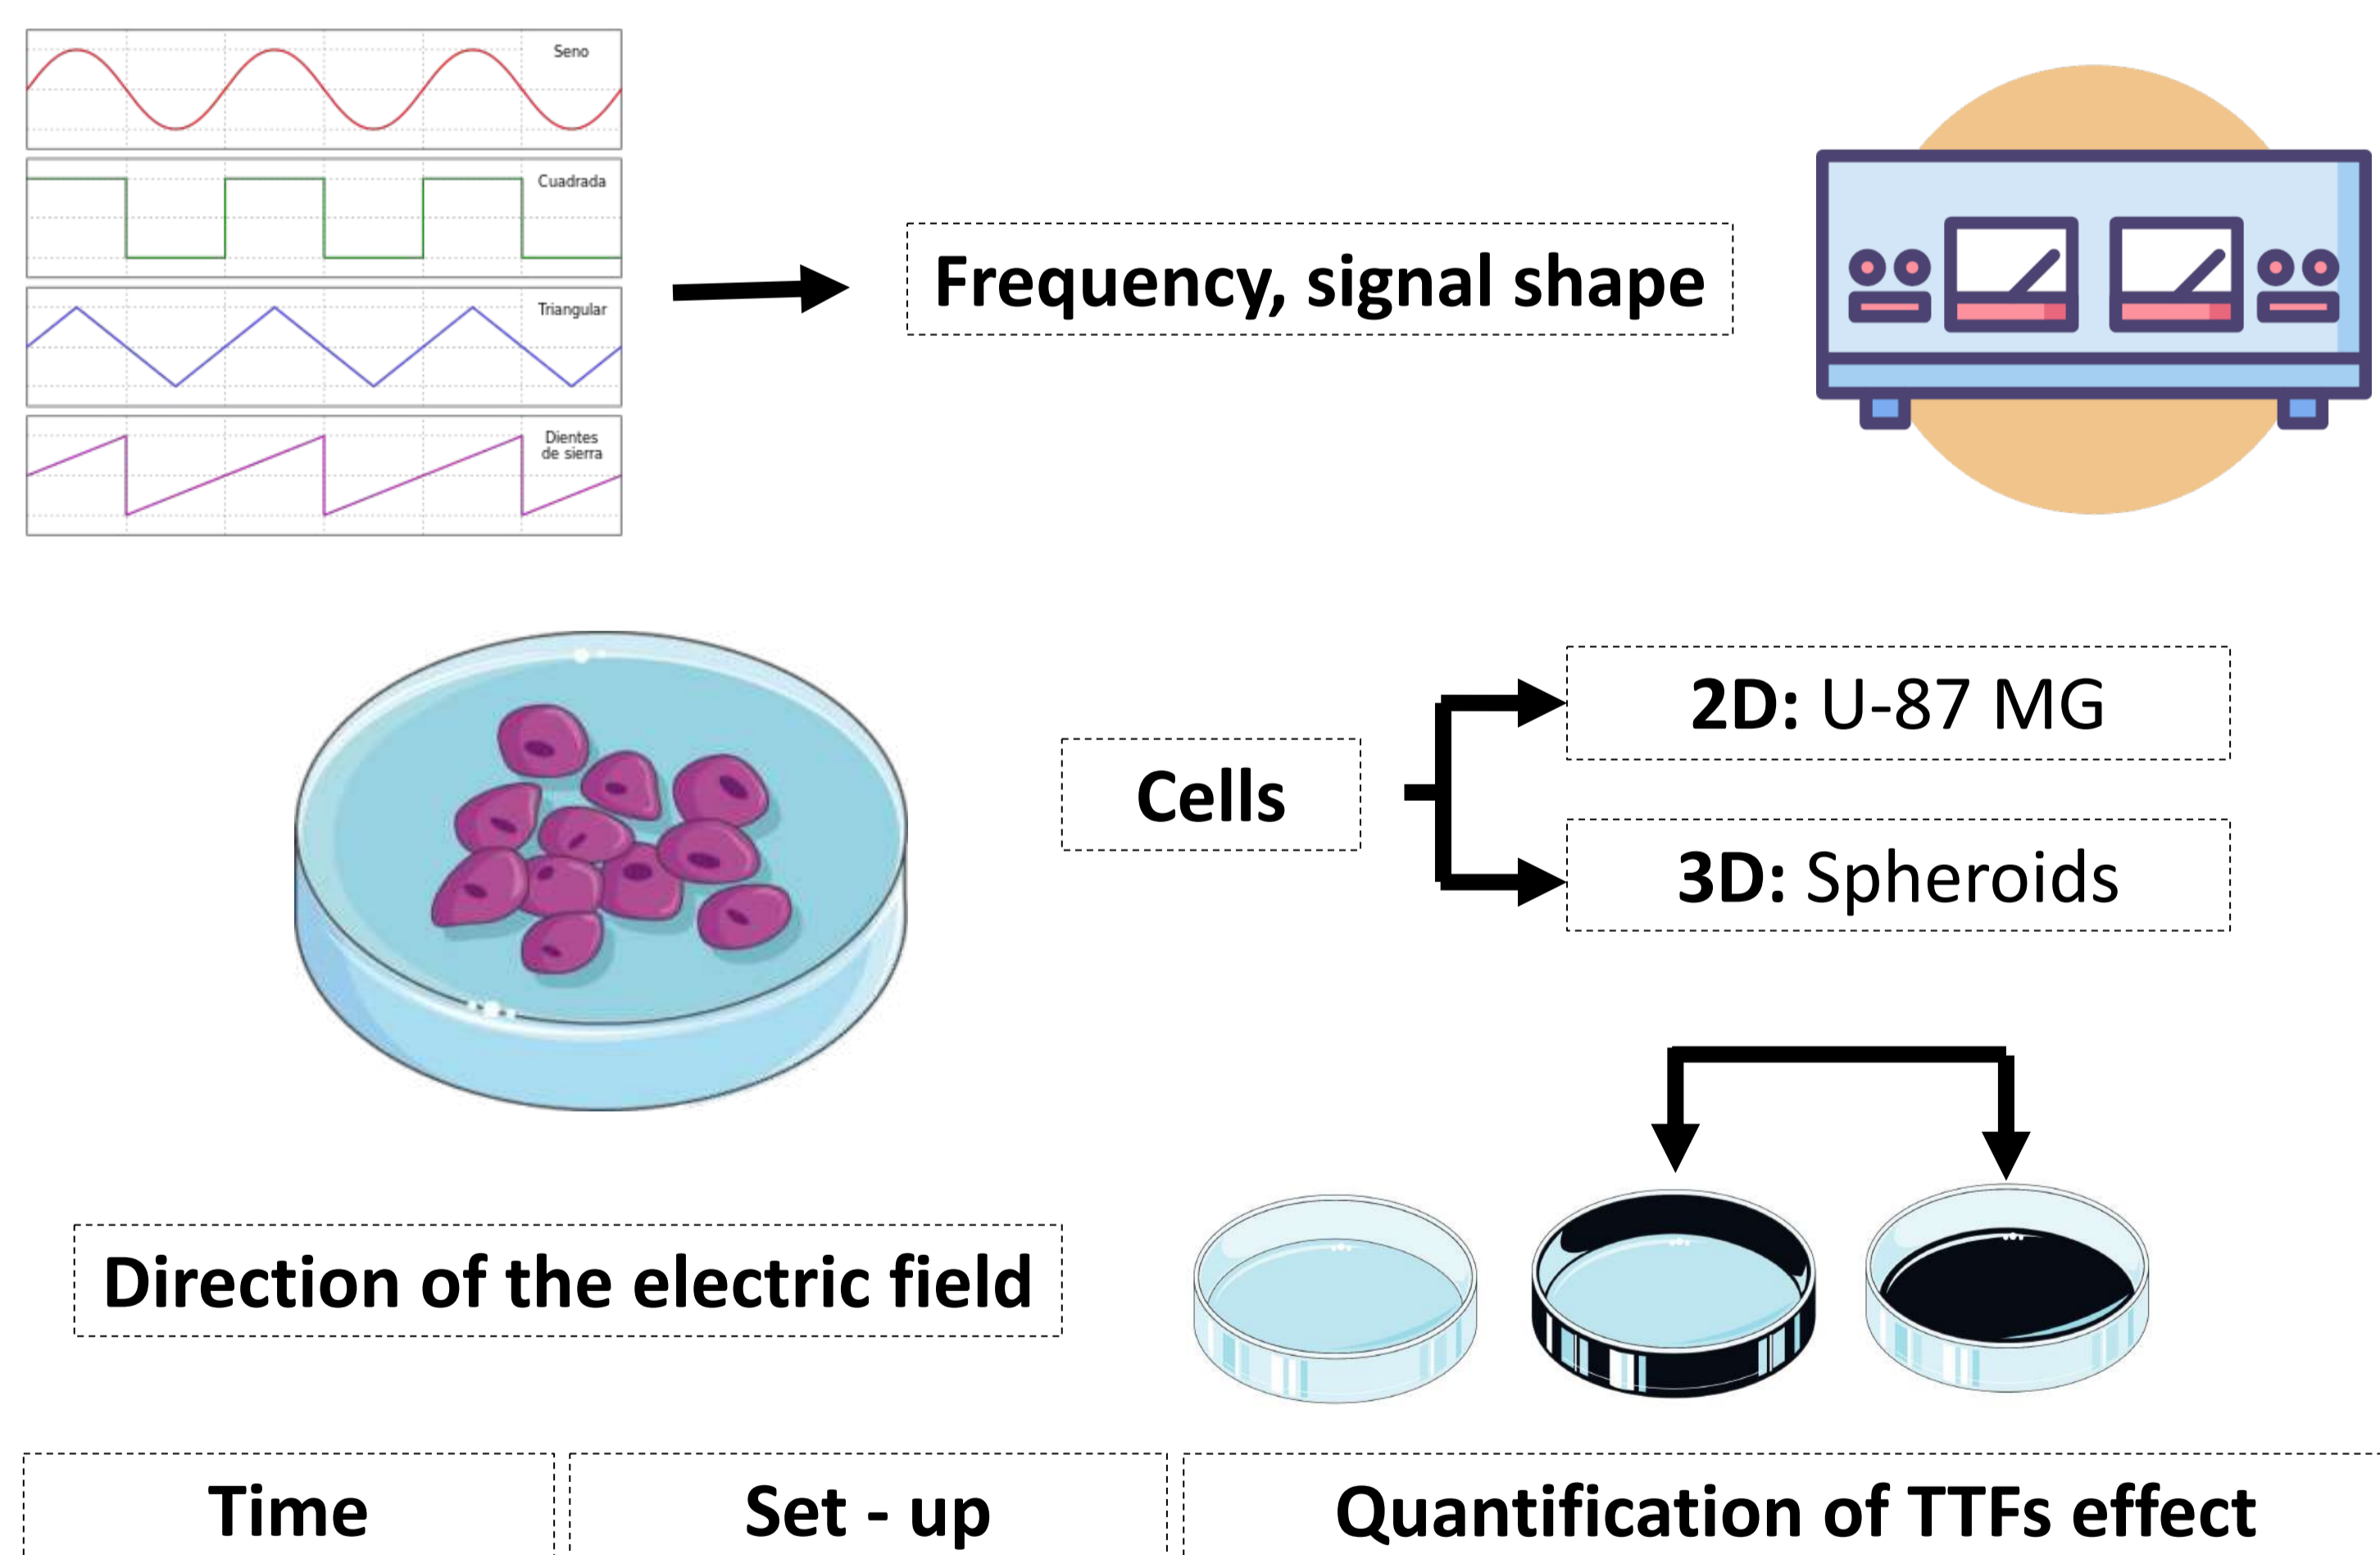 Seno
Cuadrada
Triangular
Dientes
de sierra
Frequency, signal shape
Cells
2D: U-87 MG
3D: Spheroids
Direction of the electric field
Time
Set - up
Quantification of TTFs effect